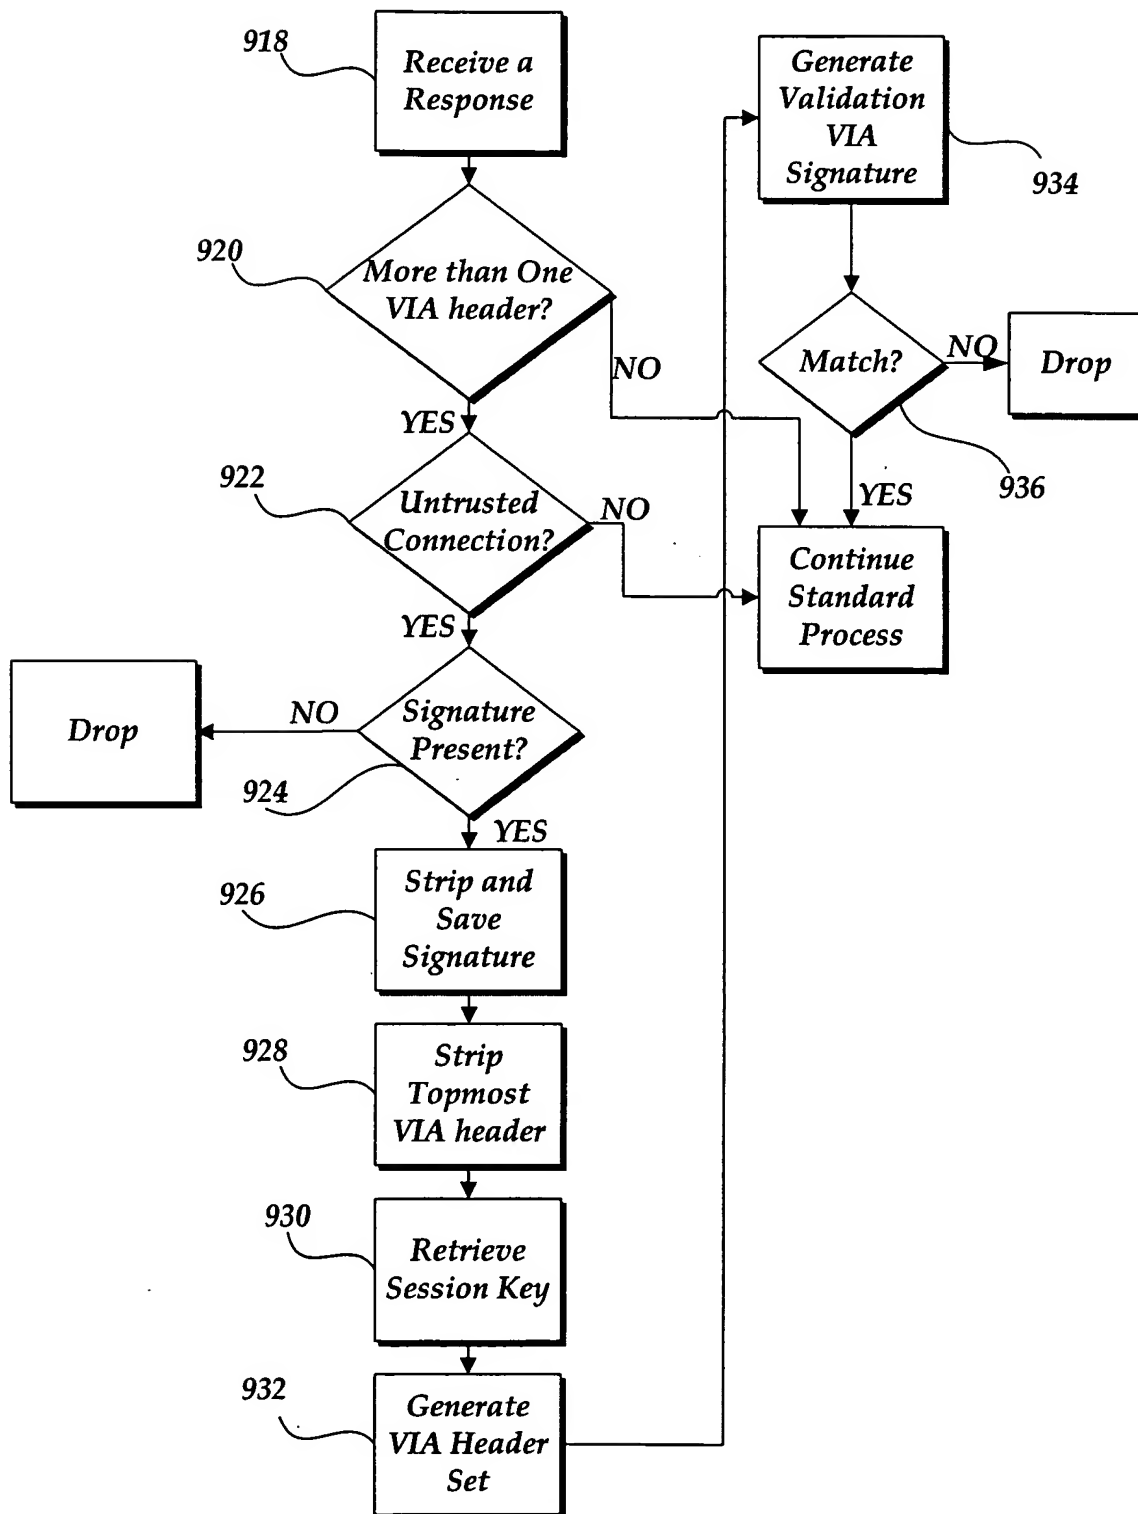 918
Receive a
Response
920
More than One
VIA header?
NO
YES
922
Untrusted
Connection?
NO
YES
Drop
NO
Signature
Present?
924
YES
926
Strip and
Save
Signature
928
Strip
Topmost
VIA header
930
Retrieve
Session Key
932
Generate
VIA Header
Set
Generate
Validation
VIA
Signature
934
Match?
NO
Drop
936
YES
Continue
Standard
Process